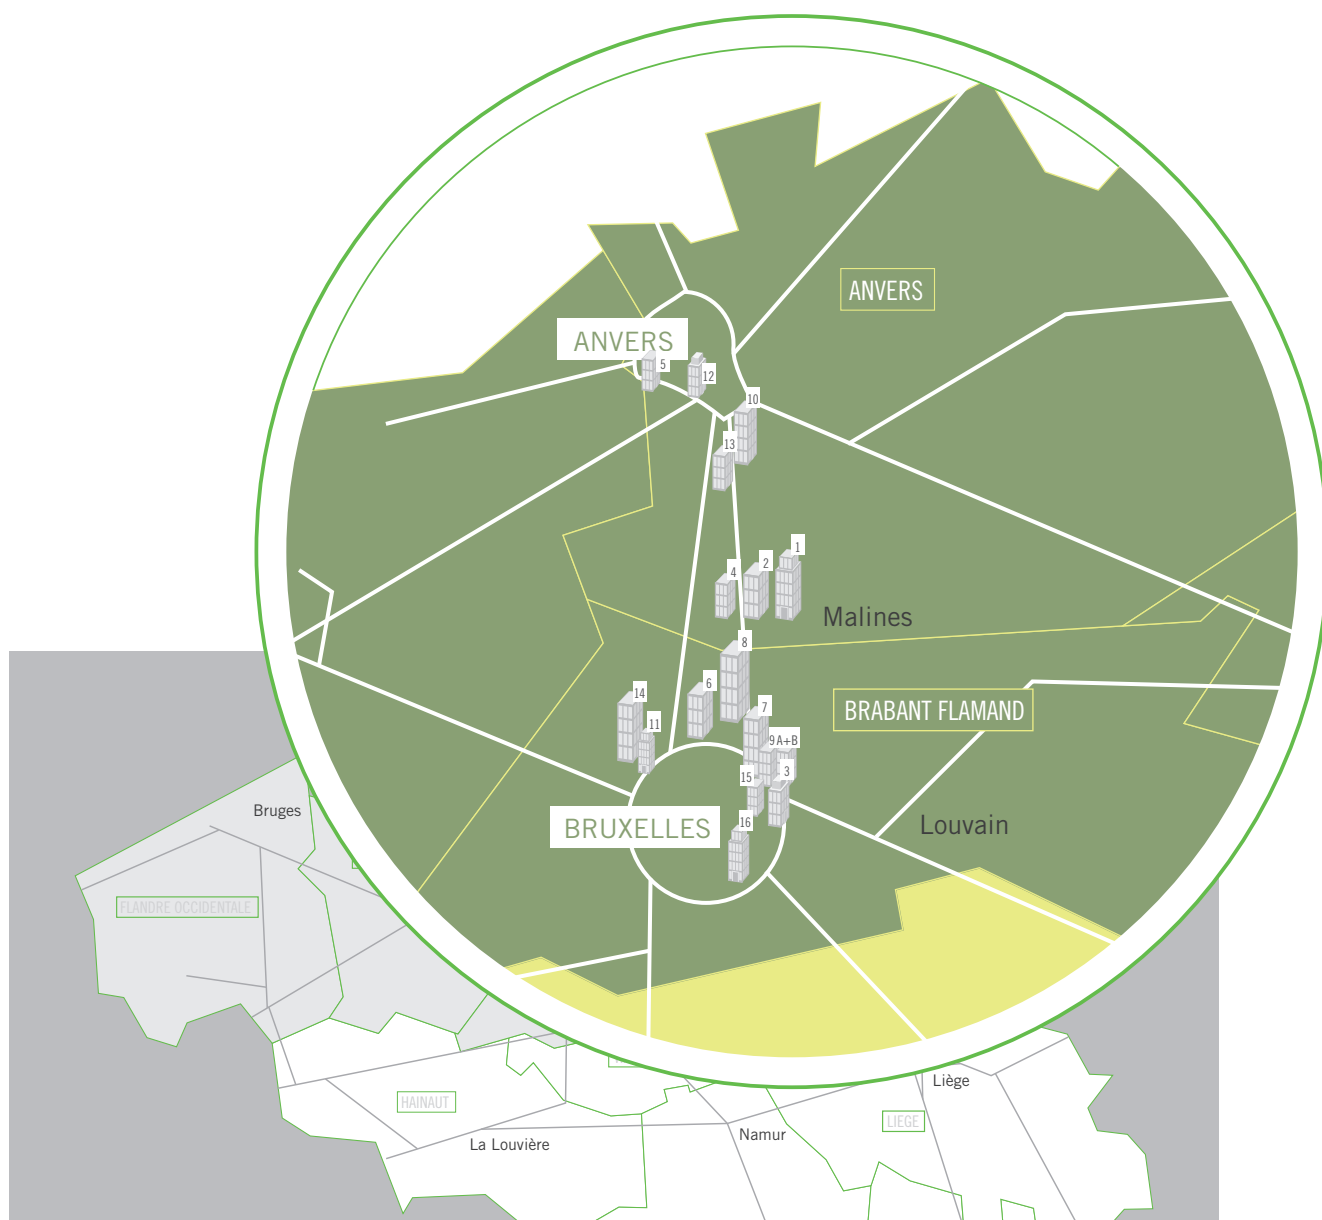 ANVERS
ANVERS
5
12
10
13
1
2
4
Malines
8
6
14
7
BRABANT FLAMAND
11
9A+B
15
3
Bruges
16
BRUXELLES
Louvain
FLANDRE OCCIDENTALE
Liège
HAINAUT
LIEGE
Namur
La Louvière